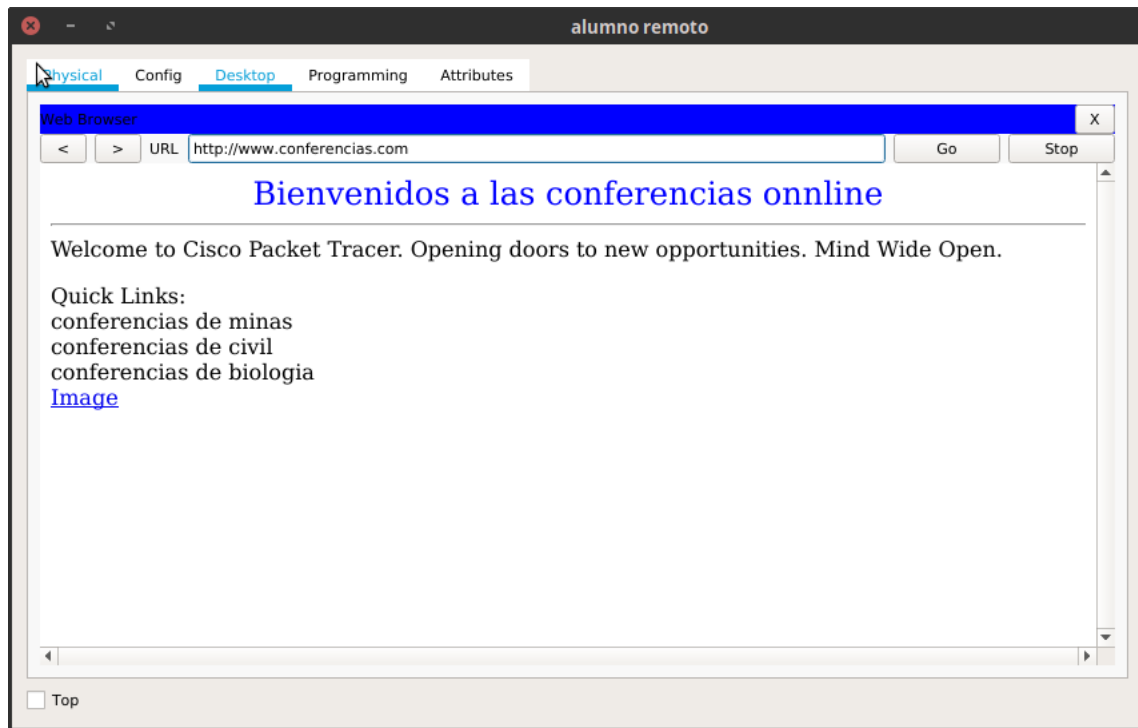 alumno remoto
Physical Config Desktop Programming Attributes
Web Browser X
< > URL http://www.conferencias.com Go Stop
Bienvenidos a las conferencias onnline
Welcome to Cisco Packet Tracer. Opening doors to new opportunities. Mind Wide Open.
Quick Links:
conferencias de minas
conferencias de civil
conferencias de biologia
Image
Top